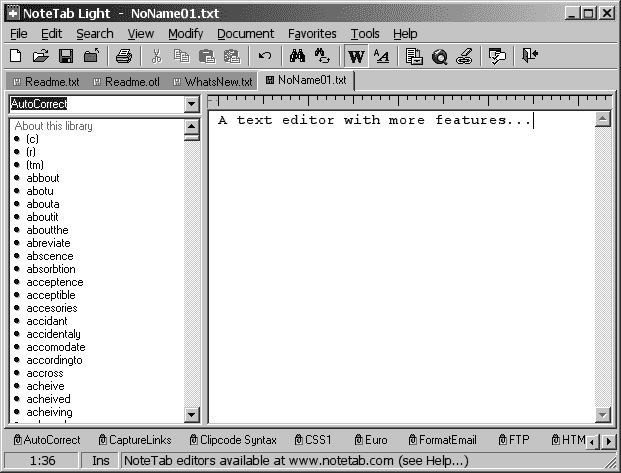 NoteTab Light - NoName01.txt
File Edit Search View Modify Document Favorites Tools Help
W A Z
Readme.txt Readme.otl WhatsNew.txt NoName01.txt
AutoCorrect
A text editor with more features...
About this library
(c)
(r)
(tm)
abbout
abotu
abouta
aboutit
aboutthe
abreviate
abscence
absorbtion
acceptence
acceptible
accesories
accidant
accidentaly
accomodate
accordingto
accross
acheive
acheived
acheiving
AutoCorrect CaptureLinks Clipcode Syntax CSS1 Euro FormatEmail FTP HTM
1:36 Ins NoteTab editors available at www.notetab.com (see Help...)